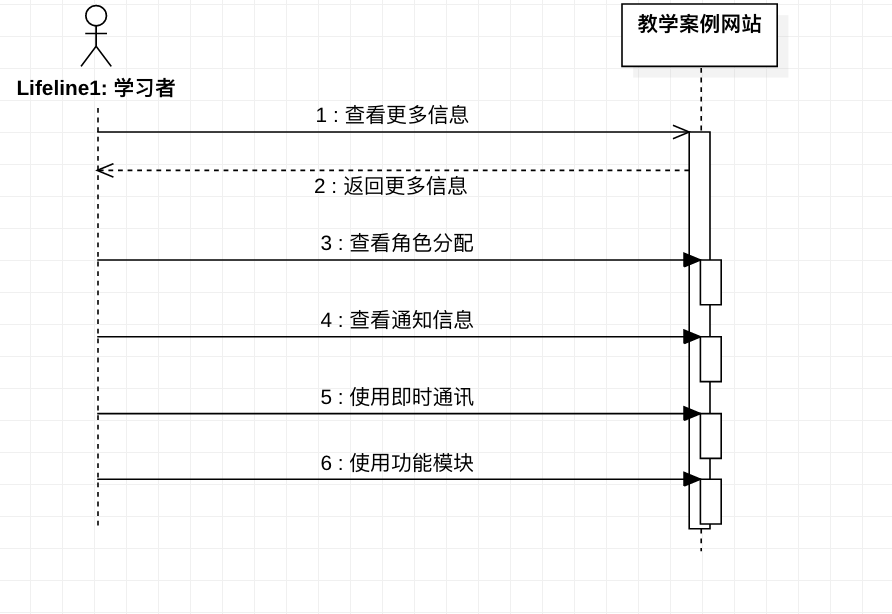 教学案例网站
Lifeline1: 学习者
1 : 查看更多信息
2 : 返回更多信息
3 : 查看角色分配
4 : 查看通知信息
5 : 使用即时通讯
6 : 使用功能模块